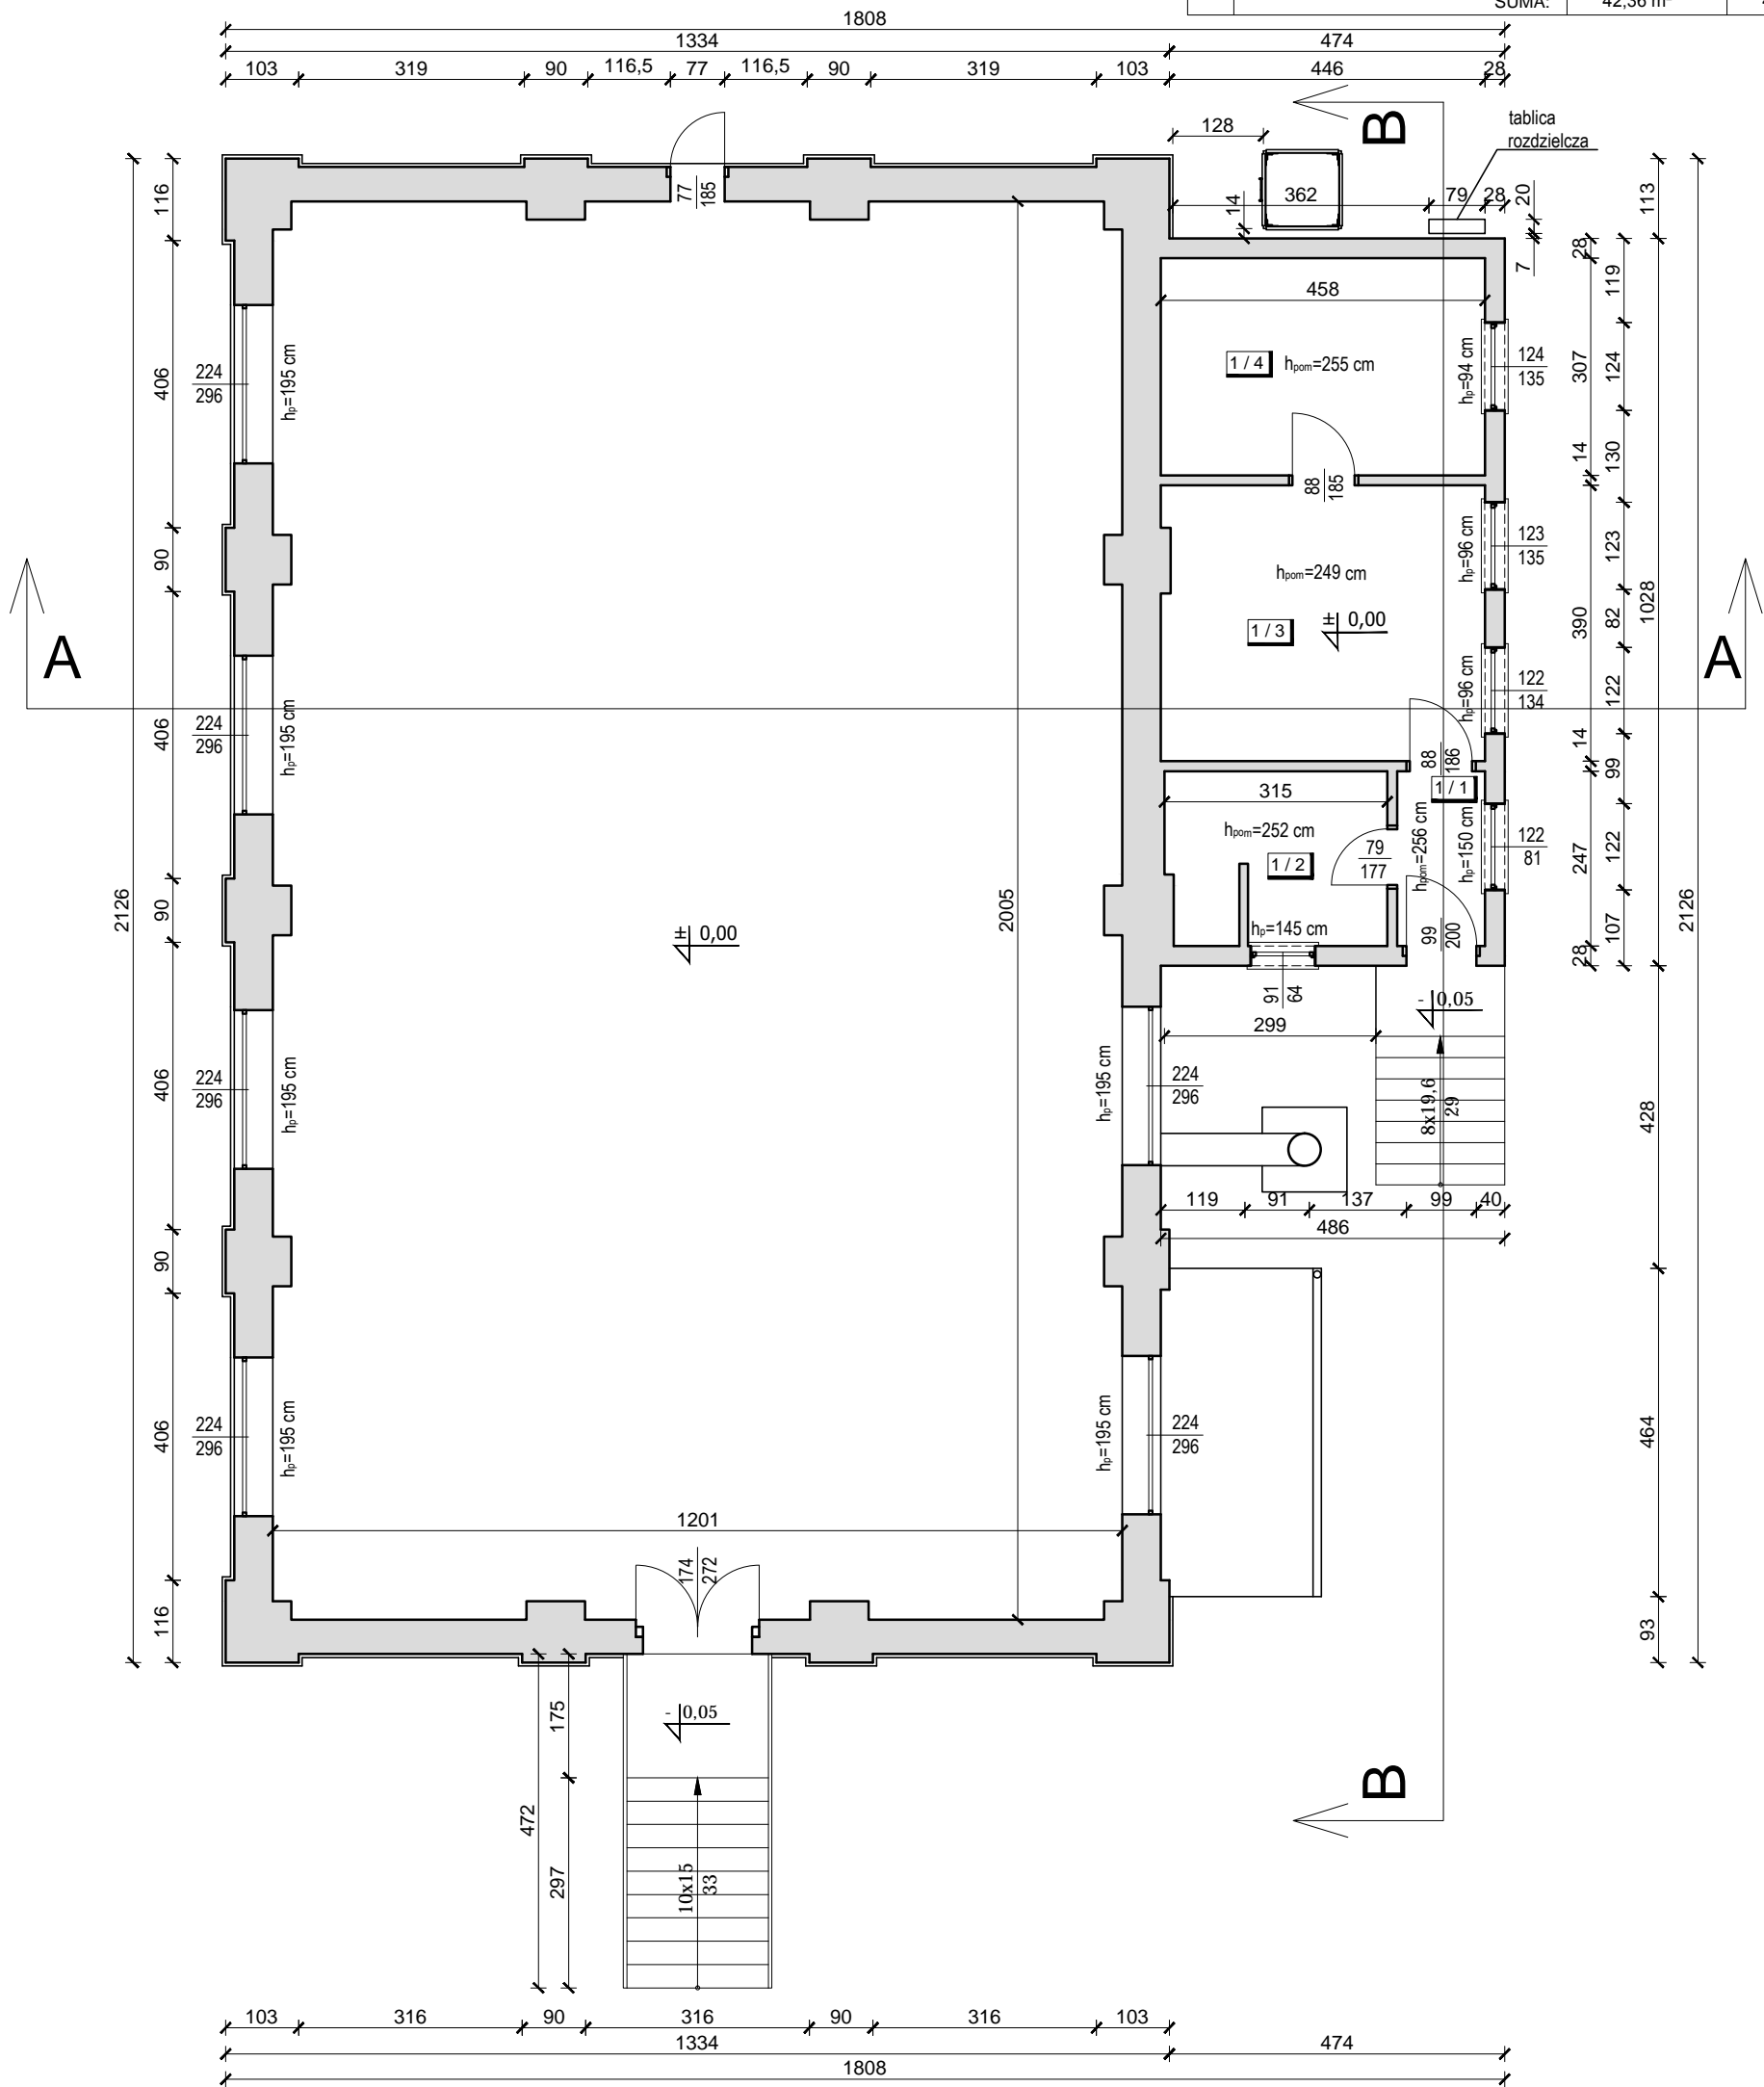 SUMA: 42,36 m²
1808
1334 474
103 319 90 116,5 77 116,5 90 319 103 446 28
B
tablica
rozdzielcza
128
362 79 28 20
14
7
77
185
116
113
28
119
458
1 / 4 hpom=255 cm
hp=94 cm
124
135
307
124
406
224
296
hp=195 cm
14
130
88
185
90
hpom=249 cm
hp=96 cm
123
135
123
1 / 3
± 0,00
390
82
1028
A
A
406
224
296
hp=195 cm
hp=96 cm
122
134
122
14
99
88
186
1 / 1
315
hpom=252 cm
1 / 2
79
177
hpom=256 cm
hp=150 cm
122
81
247
122
2126
90
± 0,00
2005
hp=145 cm
99
200
107
28
2126
91
64
- 0,05
299
406
224
296
hp=195 cm
hp=195 cm
224
296
8x19,6
29
428
119 91 137 99 40
486
90
406
224
296
hp=195 cm
hp=195 cm
224
296
464
1201
174
272
116
93
175
- 0,05
472
297
10x15
33
B
103 316 90 316 90 316 103
1334 474
1808